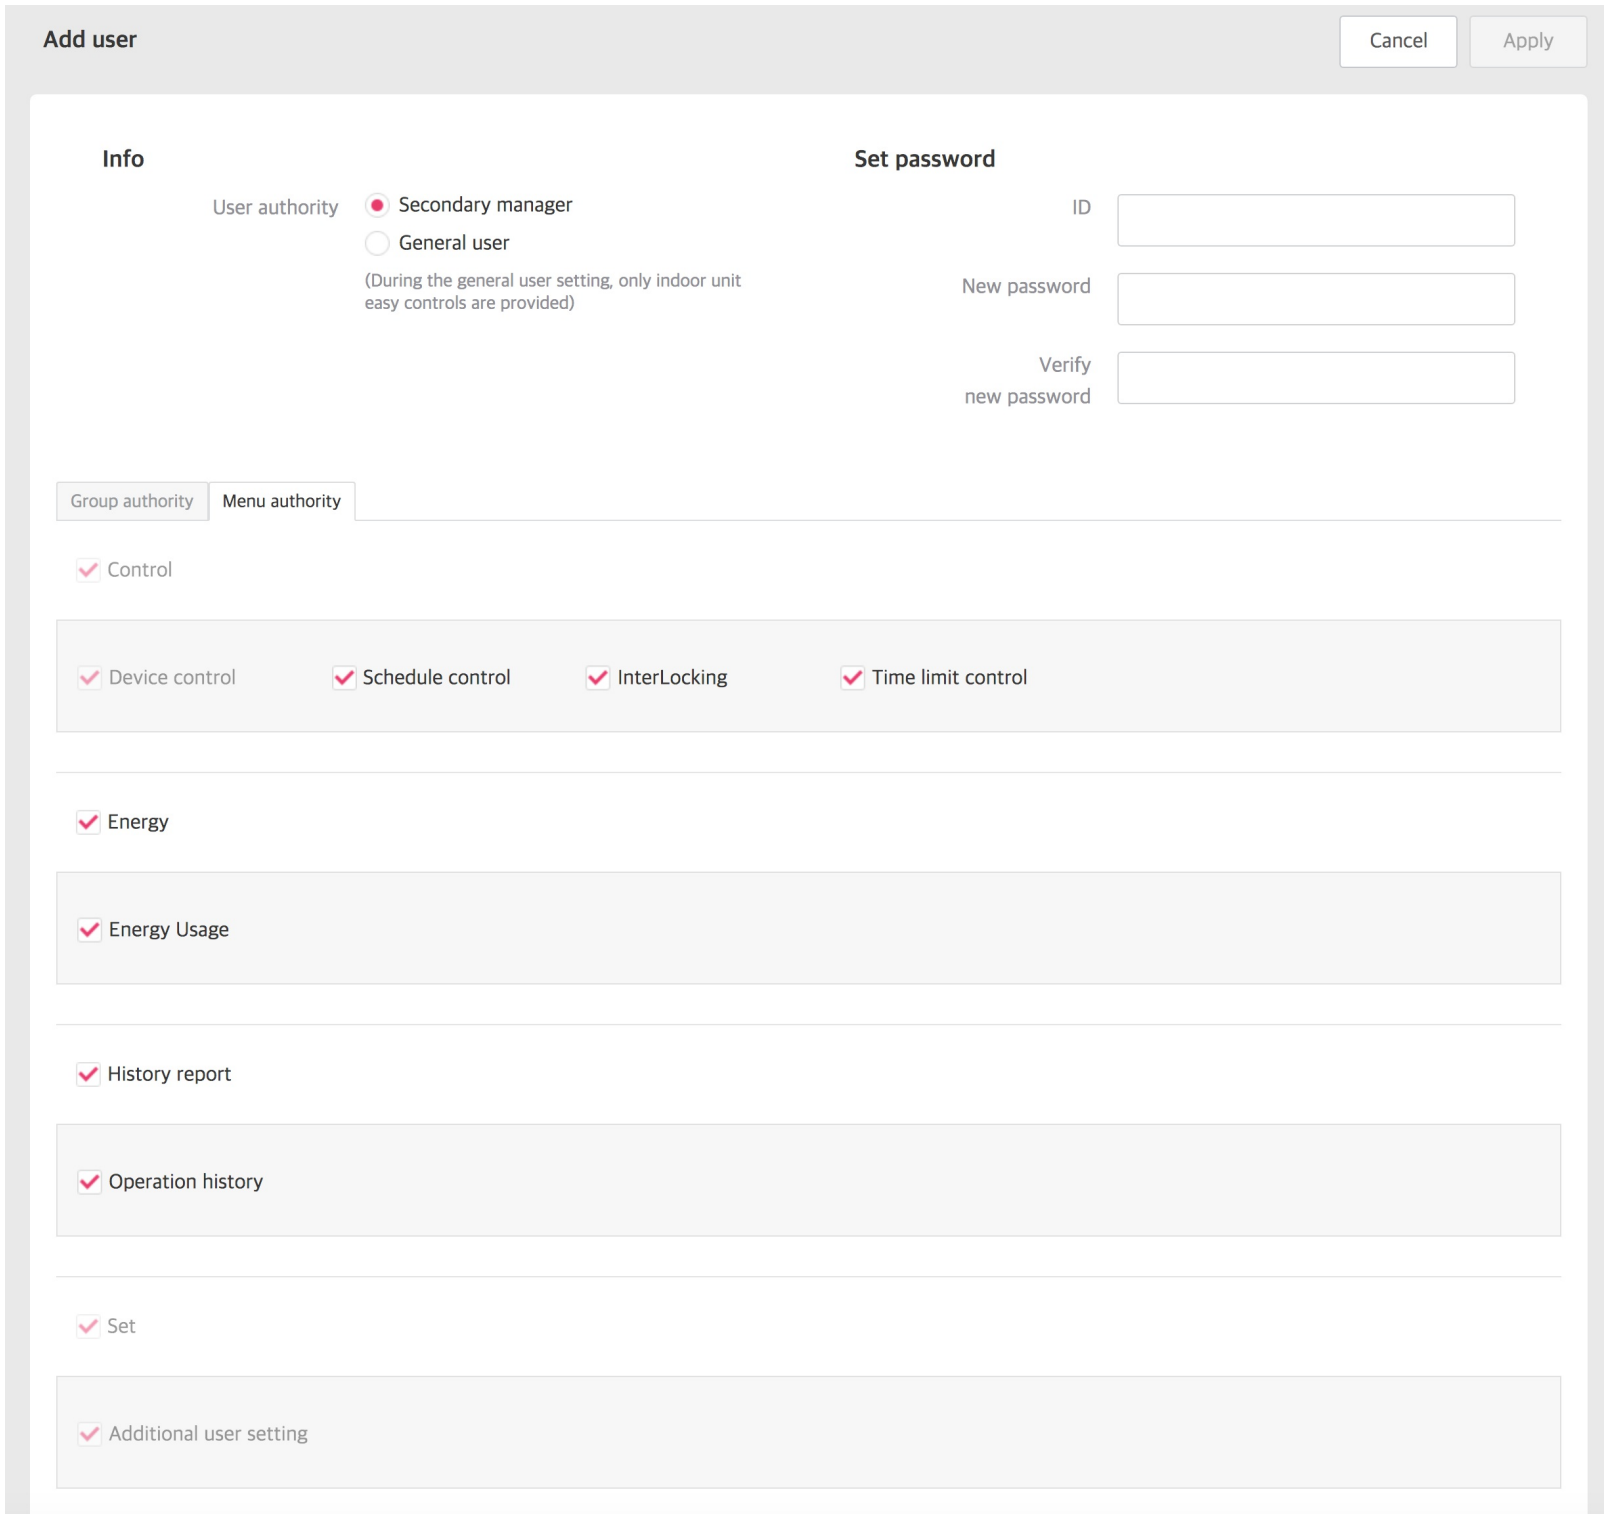 Add user
Cancel
Apply
Info
User authority
Secondary manager
General user
(During the general user setting, only indoor unit
easy controls are provided)
Set password
ID
New password
Verify
new password
Group authority
Menu authority
Control
Device control
Schedule control
InterLocking
Time limit control
Energy
Energy Usage
History report
Operation history
Set
Additional user setting